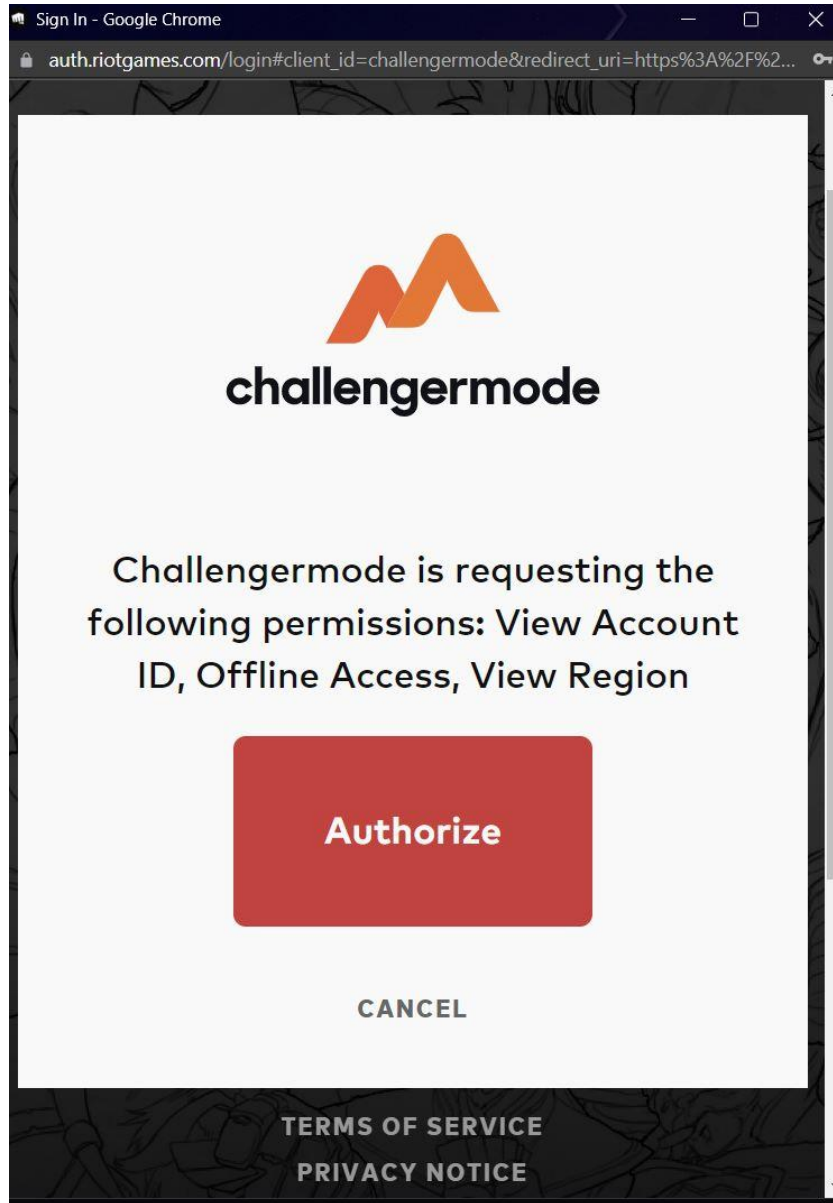 Sign In - Google Chrome
auth.riotgames.com/login#client_id=challengermode&redirect_uri=https%3A%2F%2...
challengermode
Challengermode is requesting the
following permissions: View Account
ID, Offline Access, View Region
Authorize
CANCEL
TERMS OF SERVICE
PRIVACY NOTICE